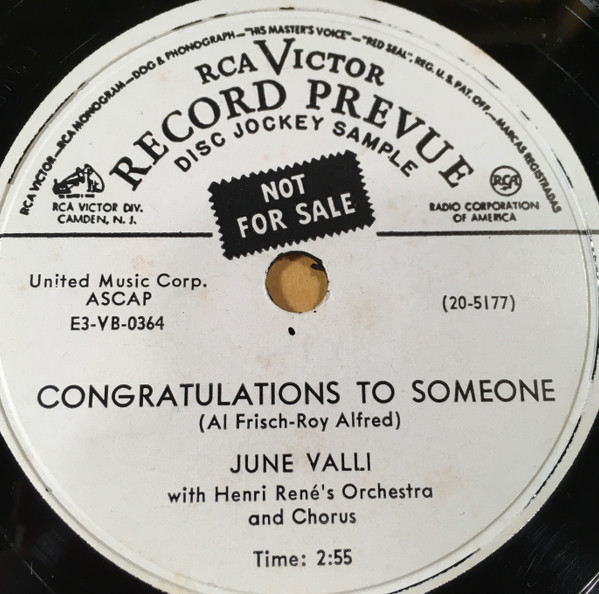 RCA VICTOR—RCA MONOGRAM—DOG & PHONOGRAPH—"HIS MASTER'S VOICE"—"RED SEAL", REG. U. S. PAT. OFF.—MARCAS REGISTRADAS
RCA VICTOR
RECORD PREVUE
DISC JOCKEY SAMPLE
NOT
FOR SALE
RCA VICTOR DIV.
CAMDEN, N. J.
RCA
RADIO CORPORATION
OF AMERICA
United Music Corp.
ASCAP
E3-VB-0364
(20-5177)
CONGRATULATIONS TO SOMEONE
(Al Frisch-Roy Alfred)
JUNE VALLI
with Henri René's Orchestra
and Chorus
Time: 2:55